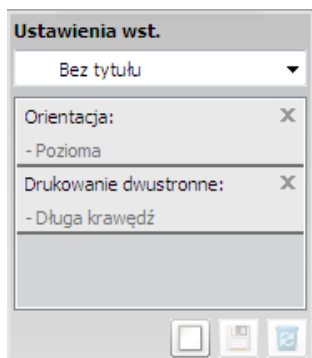 Ustawienia wst.
Bez tytułu
Orientacja:
- Pozioma
Drukowanie dwustronne:
- Długa krawędź